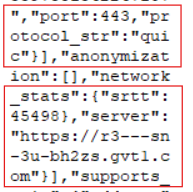 ","port":443,"pr
otocol_str":"qui
c"}],"anonymizat
ion":[],"network
_stats":{"srtt":
45498},"server":
"https://r3---sn
-3u-bh2zs.gvt1.c
om"}],"supports_